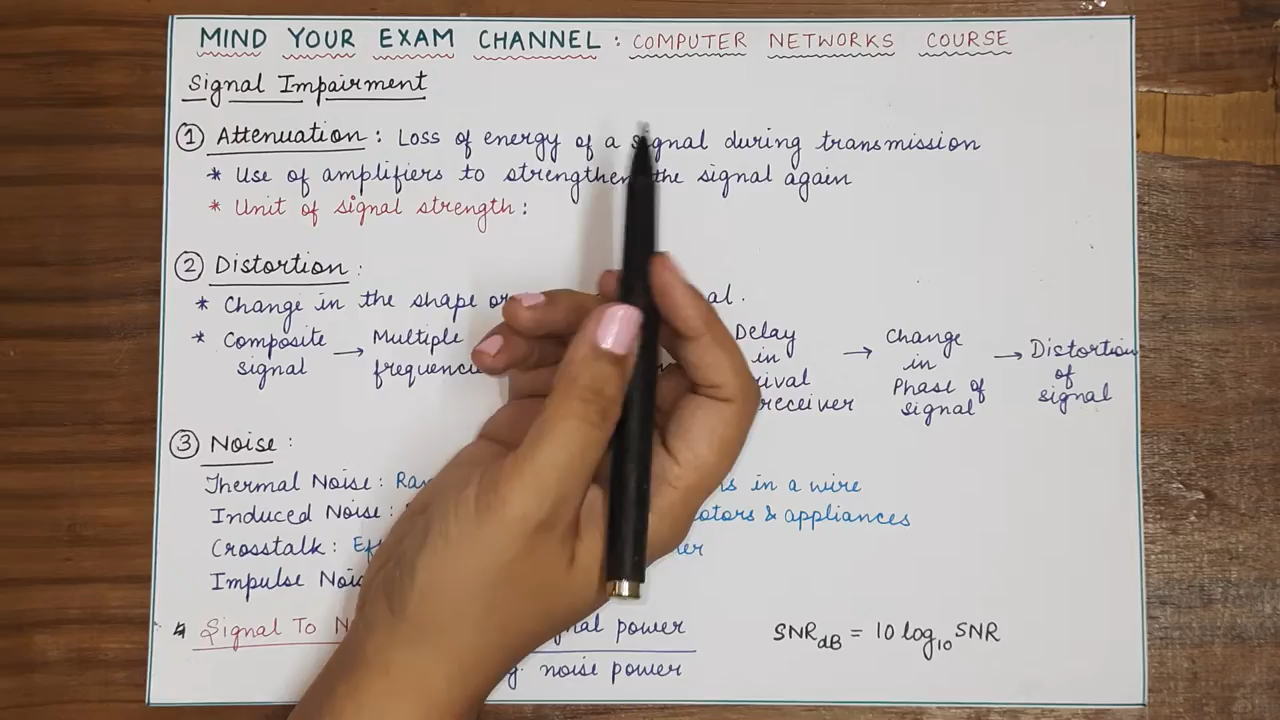 MIND YOUR EXAM CHANNEL : COMPUTER NETWORKS COURSE
Signal Impairment
① Attenuation : Loss of energy of a signal during transmission
* Use of amplifiers to strengthen the signal again
* Unit of signal strength :
② Distortion :
* Change in the shape
* Composite signal → Multiple
Delay in
receiver → Change in Phase of signal → Distortion of signal
③ Noise :
Thermal Noise : in a wire
Induced Noise : & appliances
Crosstalk :
Impulse
Signal To power
noise power
SNR dB = 10 log10 SNR